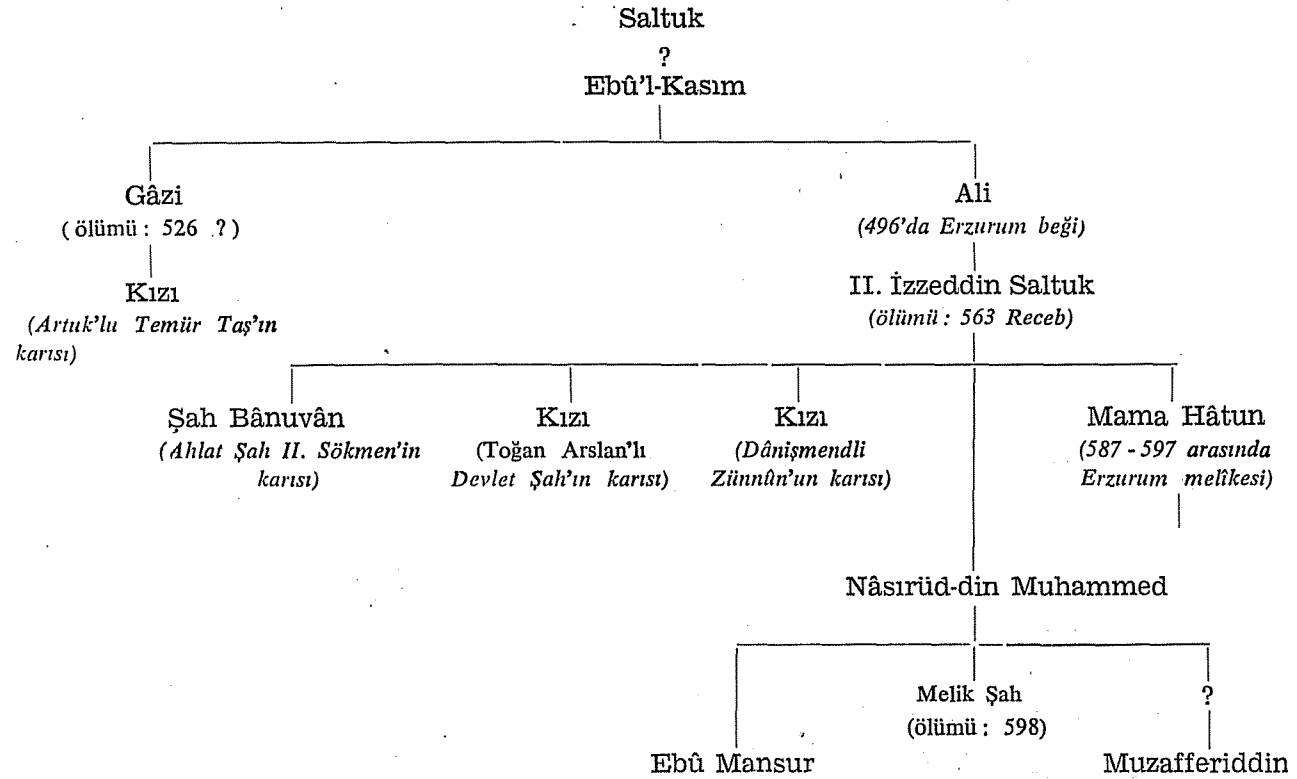 Saltuk
?
Ebû'l-Kasım
Gâzi
(ölümü : 526 ?)
Kızı
(Artuk'lu Temür Taş'ın
karısı)
Ali
(496'da Erzurum beği)
II. İzzeddin Saltuk
(ölümü : 563 Receb)
Şah Bânuvân
(Ahlat Şah II. Sökmen'in
karısı)
Kızı
(Toğan Arslan'lı
Devlet Şah'ın karısı)
Kızı
(Dânişmendli
Zünnûn'un karısı)
Mama Hâtun
(587 - 597 arasında
Erzurum melîkesi)
Nâsırüd-din Muhammed
Ebû Mansur
Melik Şah
(ölümü : 598)
?
Muzafferiddin